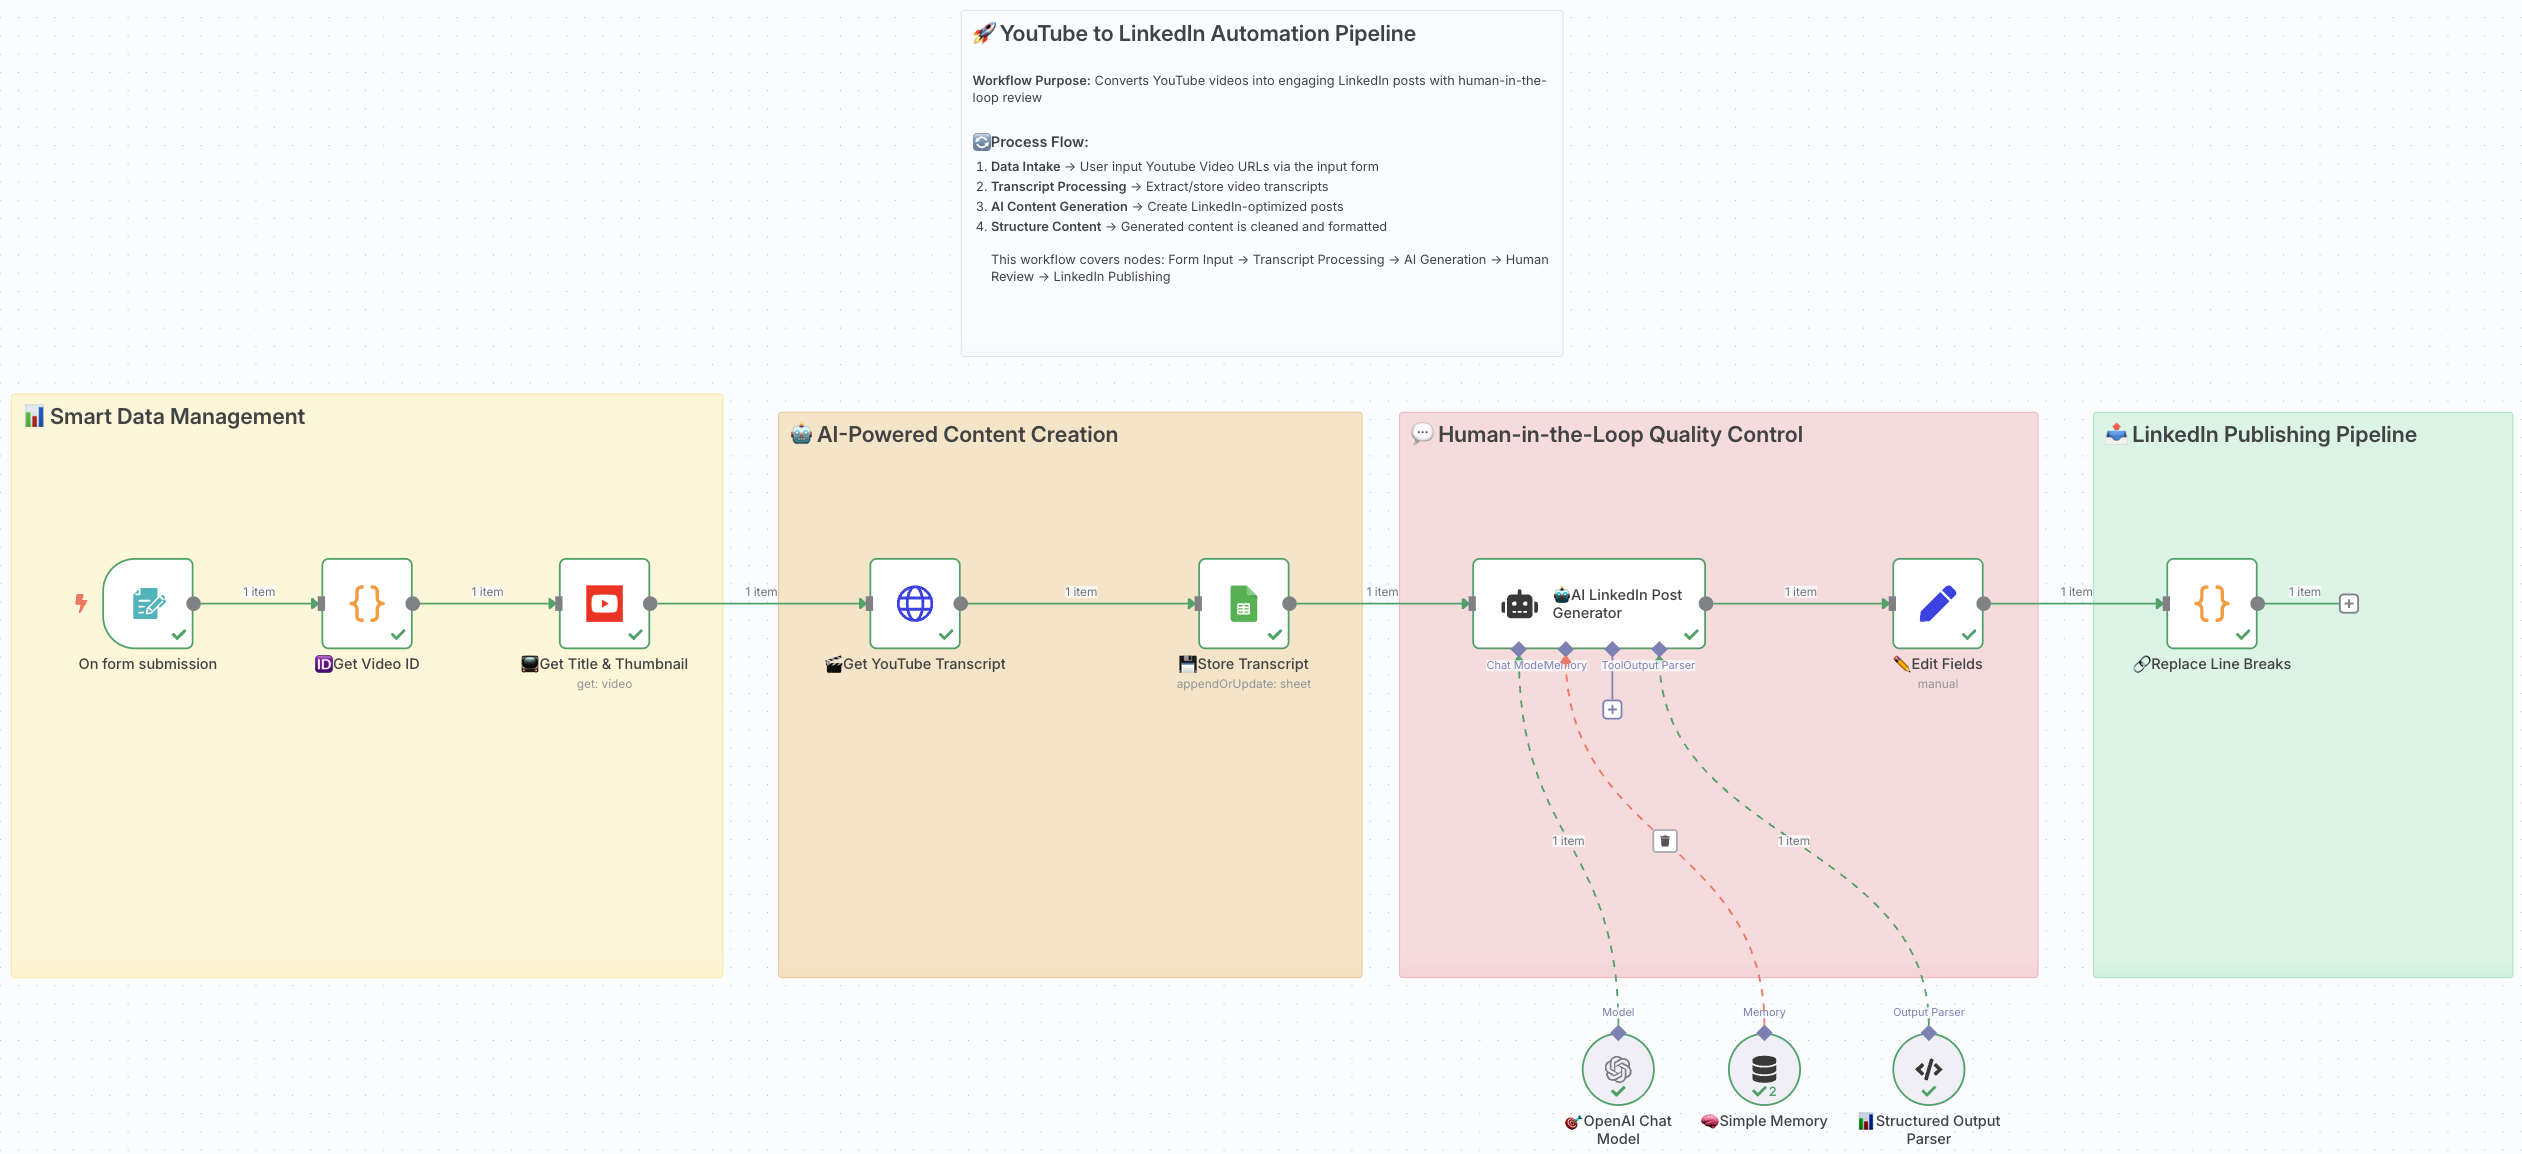 🚀 YouTube to LinkedIn Automation Pipeline
Workflow Purpose: Converts YouTube videos into engaging LinkedIn posts with human-in-the-
loop review
🔄Process Flow:
1. Data Intake → User input Youtube Video URLs via the input form
2. Transcript Processing → Extract/store video transcripts
3. AI Content Generation → Create LinkedIn-optimized posts
4. Structure Content → Generated content is cleaned and formatted
This workflow covers nodes: Form Input → Transcript Processing → AI Generation → Human
Review → LinkedIn Publishing
📊 Smart Data Management
1 item
1 item
1 item
On form submission
🆔Get Video ID
📺Get Title & Thumbnail
get: video
🤖 AI-Powered Content Creation
1 item
1 item
🎬Get YouTube Transcript
💾Store Transcript
appendOrUpdate: sheet
💬 Human-in-the-Loop Quality Control
🤖AI LinkedIn Post
Generator
1 item
1 item
Chat Model
Memory
Tool
Output Parser
✏️Edit Fields
manual
1 item
1 item
Model
Memory
Output Parser
2
🎯OpenAI Chat
Model
🧠Simple Memory
📊Structured Output
Parser
📤 LinkedIn Publishing Pipeline
1 item
🔗Replace Line Breaks